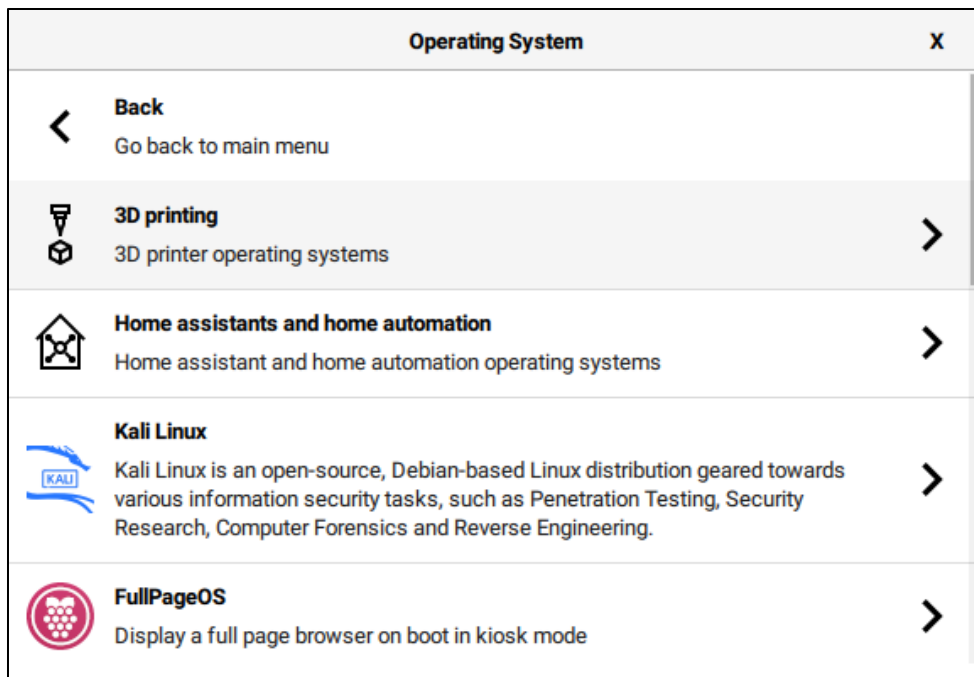 Operating System X
Back
Go back to main menu
3D printing
3D printer operating systems
Home assistants and home automation
Home assistant and home automation operating systems
Kali Linux
KALI
Kali Linux is an open-source, Debian-based Linux distribution geared towards
various information security tasks, such as Penetration Testing, Security
Research, Computer Forensics and Reverse Engineering.
FullPageOS
Display a full page browser on boot in kiosk mode